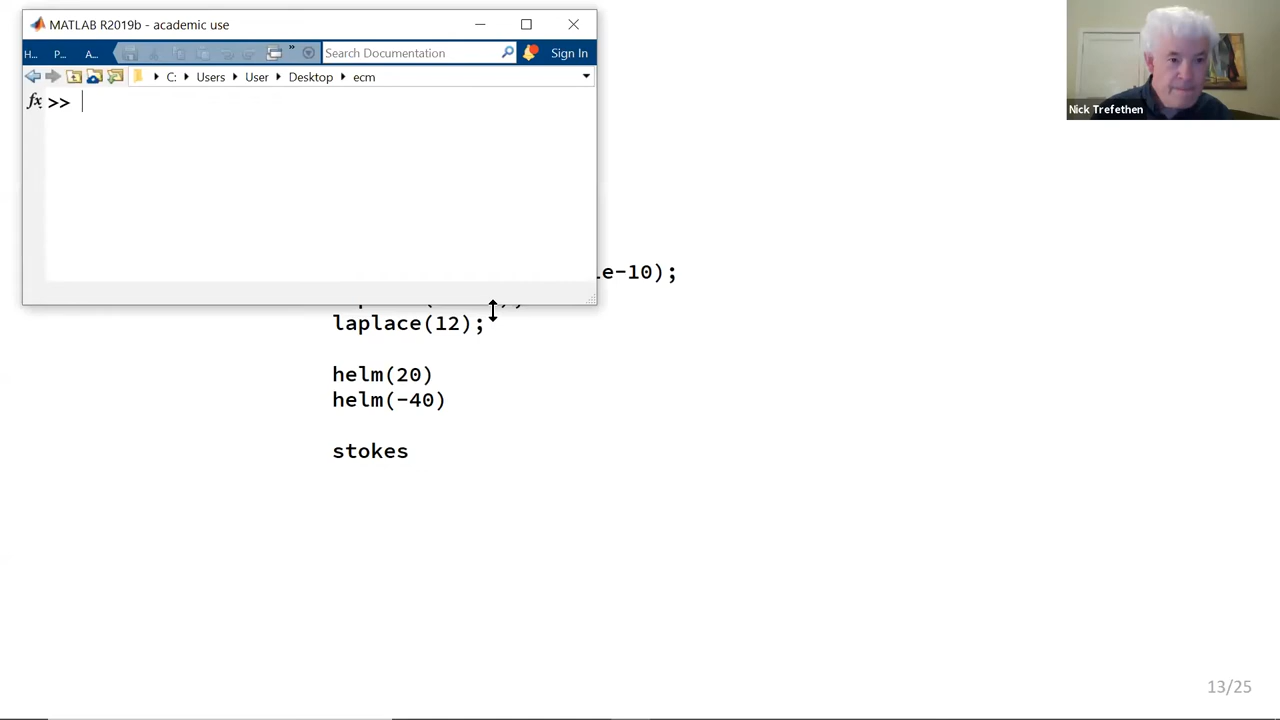 MATLAB R2019b - academic use
H... P... A... » Search Documentation Sign In
C: Users User Desktop ecm
fx >>
Nick Trefethen
e-10);
laplace(12);
helm(20)
helm(-40)
stokes
13/25